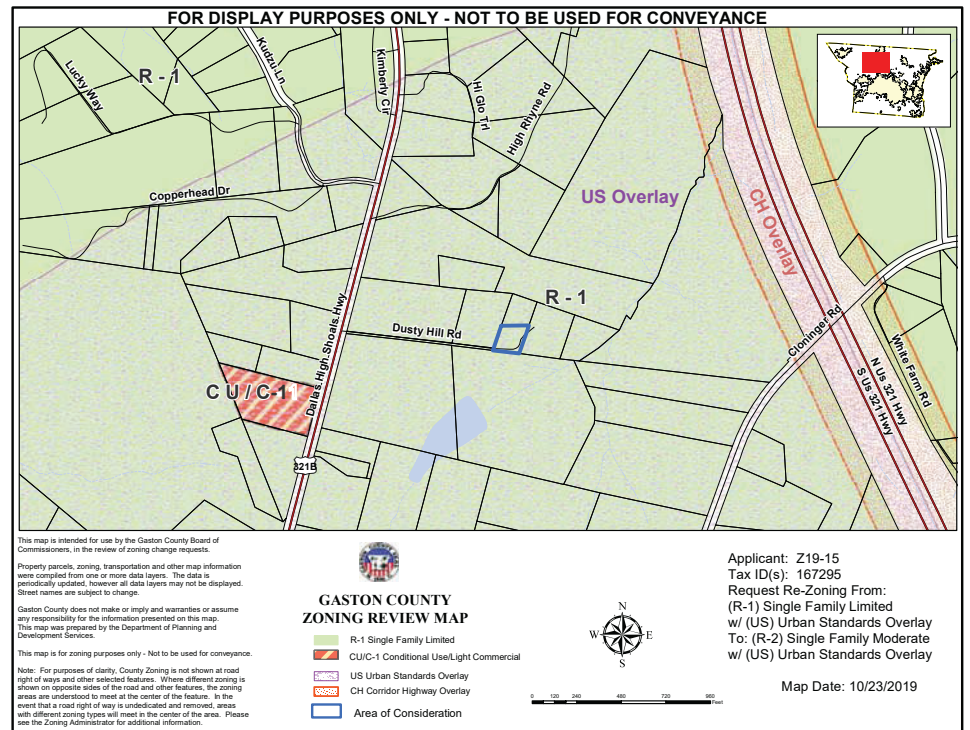 FOR DISPLAY PURPOSES ONLY - NOT TO BE USED FOR CONVEYANCE
Lucky Way
R - 1
Kudzu-Ln
Kimberly Cir
Hi Glo Trl
High Rhyne Rd
US Overlay
CH Overlay
Copperhead Dr
R - 1
Dusty Hill Rd
Dallas High Shoals Hwy
C U / C-1
321B
Cloninger Rd
White Farm Rd
N Us 321 Hwy
S Us 321 Hwy
This map is intended for use by the Gaston County Board of
Commissioners, in the review of zoning change requests.
Property parcels, zoning, transportation and other map information
were compiled from one or more data layers. The data is
periodically updated, however all data layers may not be displayed.
Street names are subject to change.
Gaston County does not make or imply and warranties or assume
any responsibility for the information presented on this map.
This map was prepared by the Department of Planning and
Development Services.
This is for zoning purposes only - Not to be used for conveyance.
Note: For purposes of clarity, County Zoning is not shown at road
right of ways and other selected features. Where different zoning is
shown on opposite sides of the road and other features, the zoning
areas are understood to meet at the center of the feature. In the
event that a road right of way is undedicated and removed, areas
with different zoning types will meet in the center of the area. Please
see the Zoning Administrator for additional information.
GASTON COUNTY
ZONING REVIEW MAP
R-1 Single Family Limited
CU/C-1 Conditional Use/Light Commercial
US Urban Standards Overlay
CH Corridor Highway Overlay
Area of Consideration
N
W E
S
0 120 240 480 720 960
Feet
Applicant: Z19-15
Tax ID(s): 167295
Request Re-Zoning From:
(R-1) Single Family Limited
w/ (US) Urban Standards Overlay
To: (R-2) Single Family Moderate
w/ (US) Urban Standards Overlay
Map Date: 10/23/2019